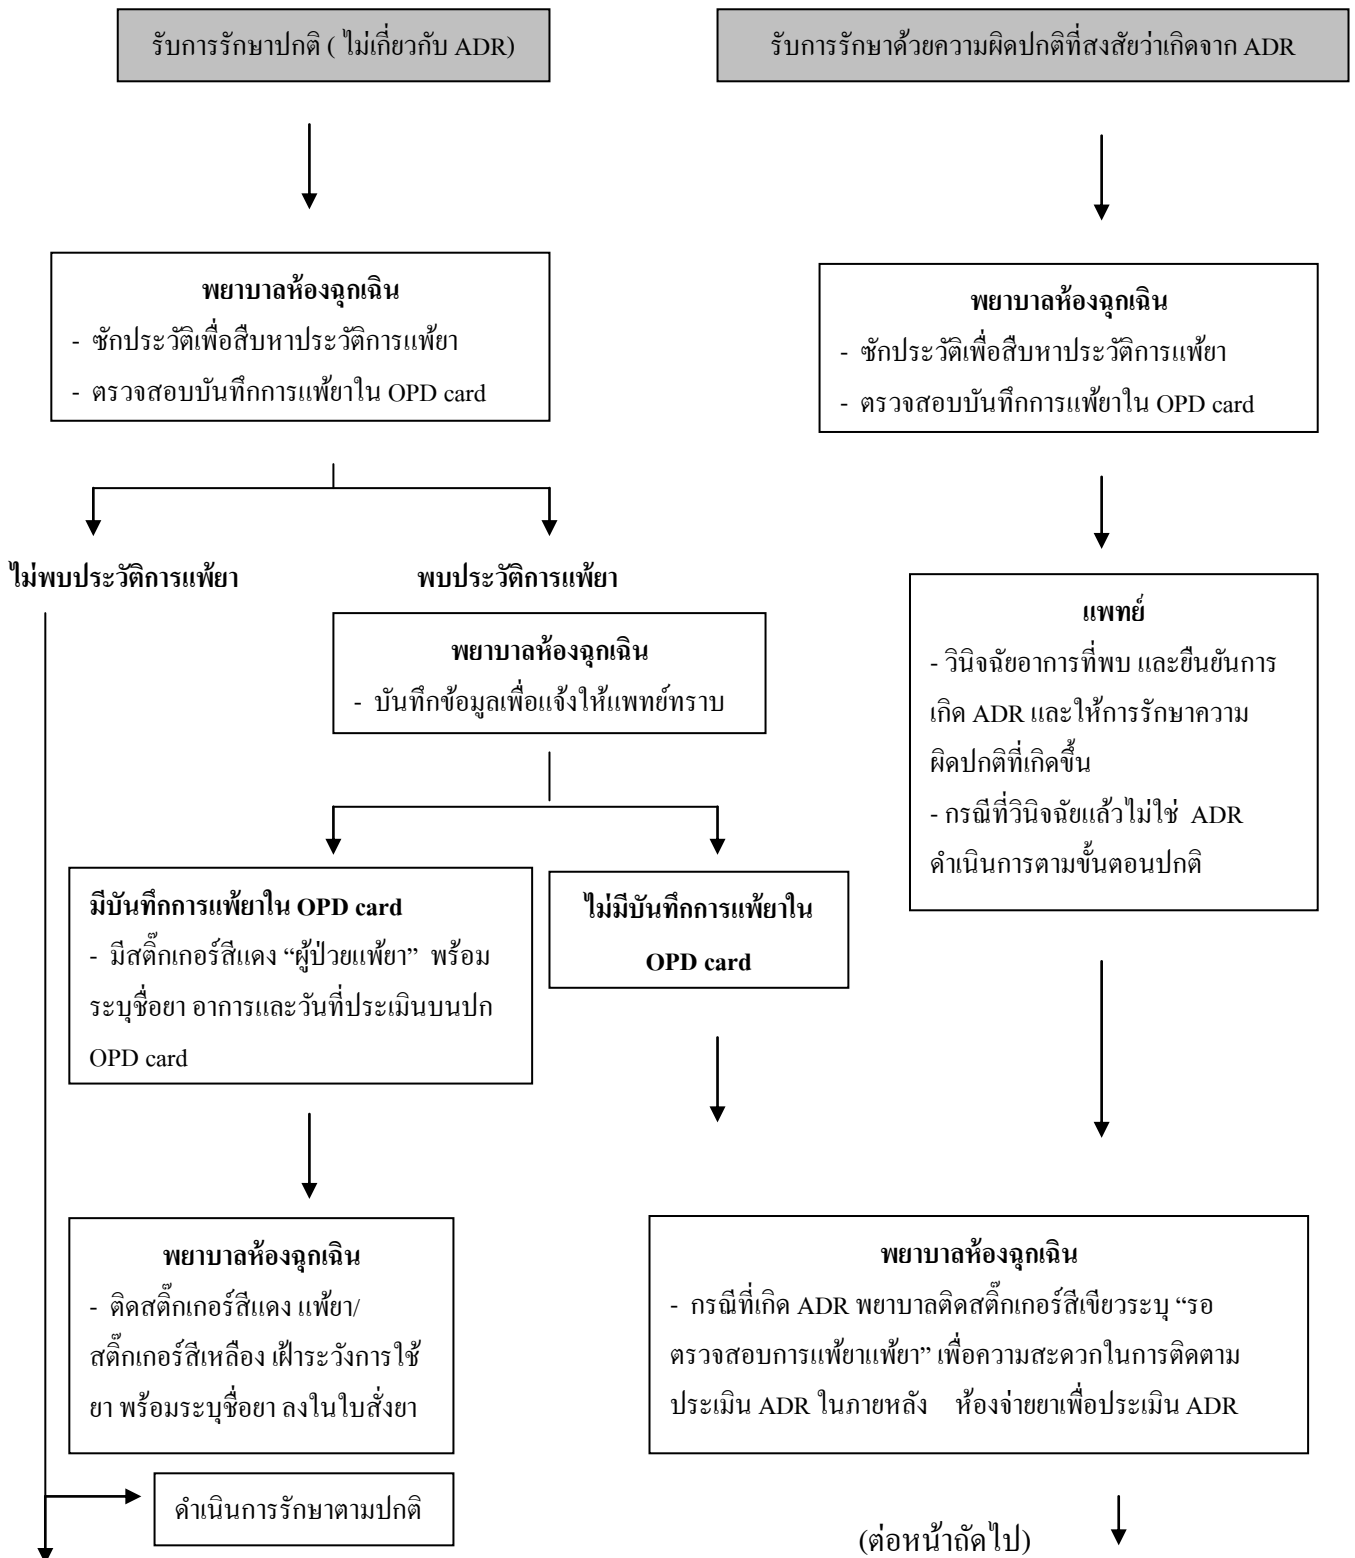 รับการรักษาปกติ ( ไม่เกี่ยวกับ ADR)
รับการรักษาด้วยความผิดปกติที่สงสัยว่าเกิดจาก ADR
พยาบาลห้องฉุกเฉิน
- ซักประวัติเพื่อสืบหาประวัติการแพ้ยา
- ตรวจสอบบันทึกการแพ้ยาใน OPD card
พยาบาลห้องฉุกเฉิน
- ซักประวัติเพื่อสืบหาประวัติการแพ้ยา
- ตรวจสอบบันทึกการแพ้ยาใน OPD card
ไม่พบประวัติการแพ้ยา
พบประวัติการแพ้ยา
พยาบาลห้องฉุกเฉิน
- บันทึกข้อมูลเพื่อแจ้งให้แพทย์ทราบ
แพทย์
- วินิจฉัยอาการที่พบ และยืนยันการ
เกิด ADR และให้การรักษาความ
ผิดปกติที่เกิดขึ้น
- กรณีที่วินิจฉัยแล้วไม่ใช่ ADR
ดำเนินการตามขั้นตอนปกติ
มีบันทึกการแพ้ยาใน OPD card
- มีสติ๊กเกอร์สีแดง “ผู้ป่วยแพ้ยา” พร้อม
ระบุชื่อยา อาการและวันที่ประเมินบนปก
OPD card
ไม่มีบันทึกการแพ้ยาใน
OPD card
พยาบาลห้องฉุกเฉิน
- ติดสติ๊กเกอร์สีแดง แพ้ยา/
สติ๊กเกอร์สีเหลือง เฝ้าระวังการใช้
ยา พร้อมระบุชื่อยา ลงในใบสั่งยา
พยาบาลห้องฉุกเฉิน
- กรณีที่เกิด ADR พยาบาลติดสติ๊กเกอร์สีเขียวระบุ “รอ
ตรวจสอบการแพ้ยาแพ้ยา” เพื่อความสะดวกในการติดตาม
ประเมิน ADR ในภายหลัง ห้องจ่ายยาเพื่อประเมิน ADR
ดำเนินการรักษาตามปกติ
(ต่อหน้าถัดไป)